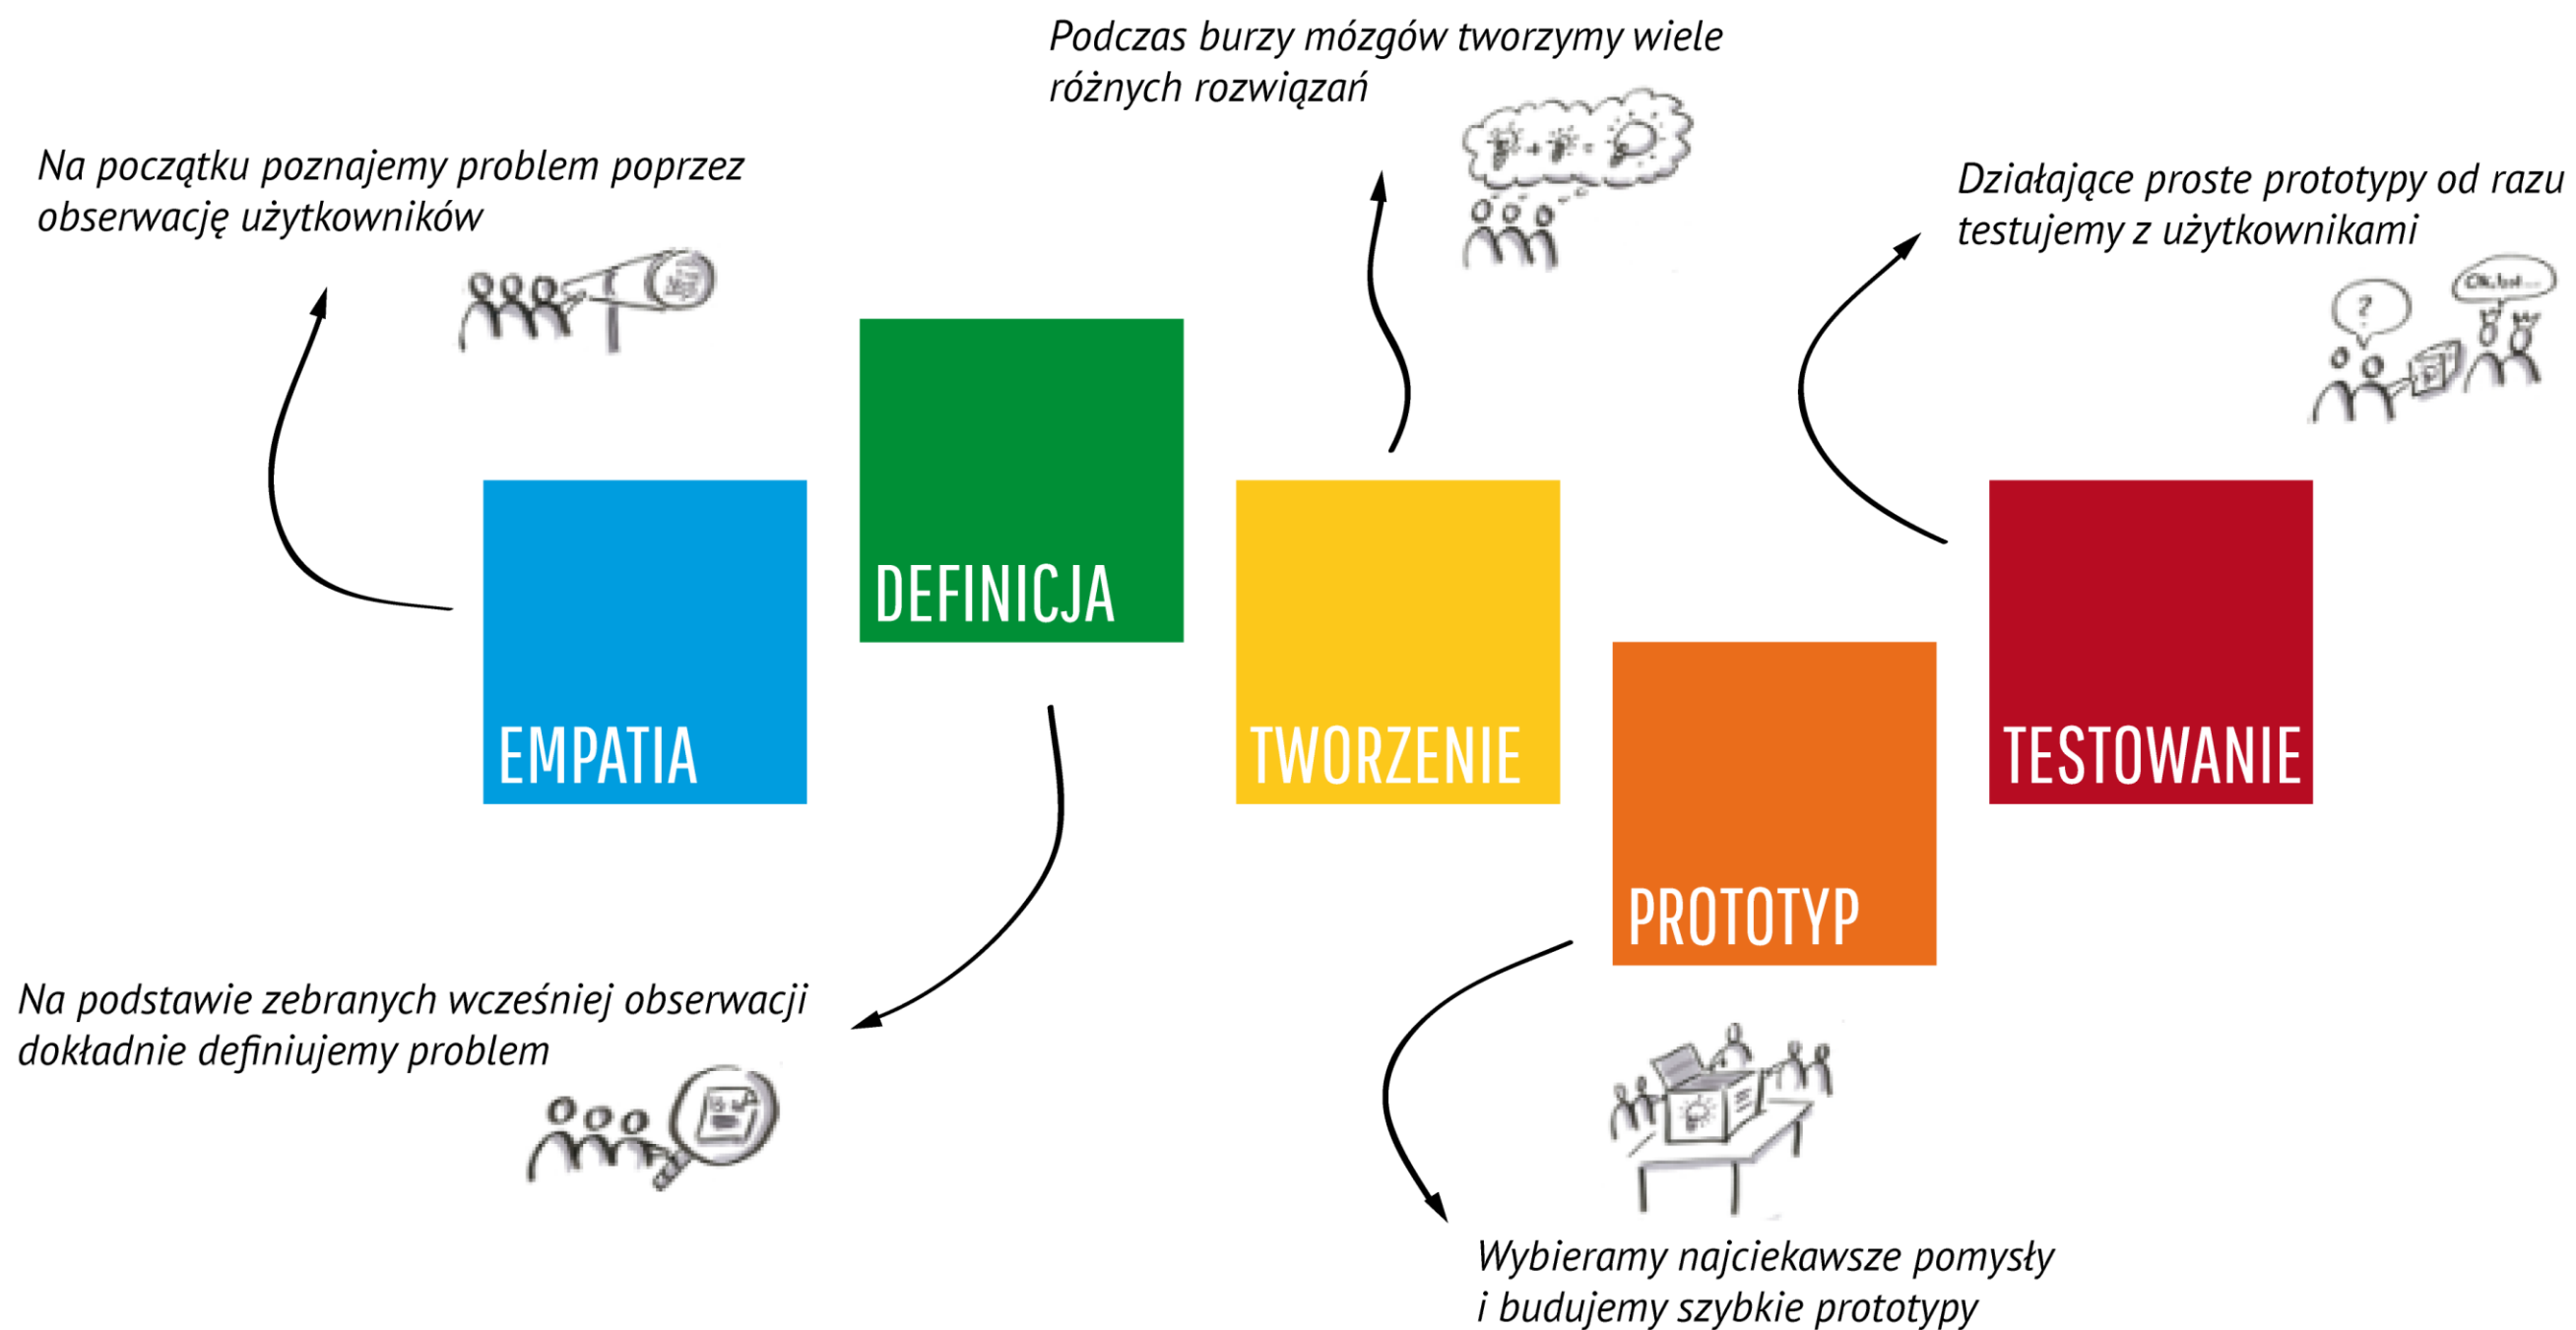 Podczas burzy mózgów tworzymy wiele
różnych rozwiązań
Na początku poznajemy problem poprzez
obserwację użytkowników
Działające proste prototypy od razu
testujemy z użytkownikami
?
Ok, but...
DEFINICJA
EMPATIA
TWORZENIE
TESTOWANIE
PROTOTYP
Na podstawie zebranych wcześniej obserwacji
dokładnie definiujemy problem
Wybieramy najciekawsze pomysły
i budujemy szybkie prototypy